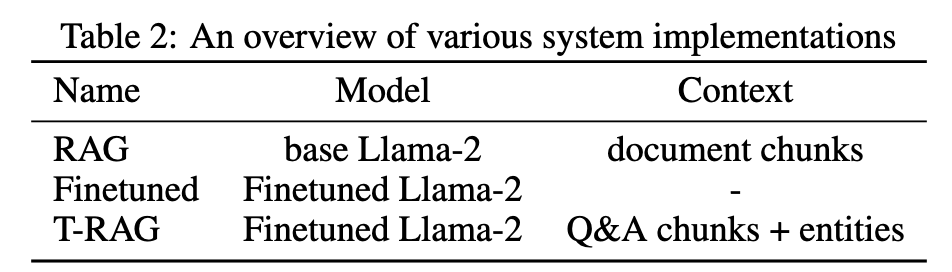 Table 2: An overview of various system implementations
Name Model Context
RAG base Llama-2 document chunks
Finetuned Finetuned Llama-2 -
T-RAG Finetuned Llama-2 Q&A chunks + entities